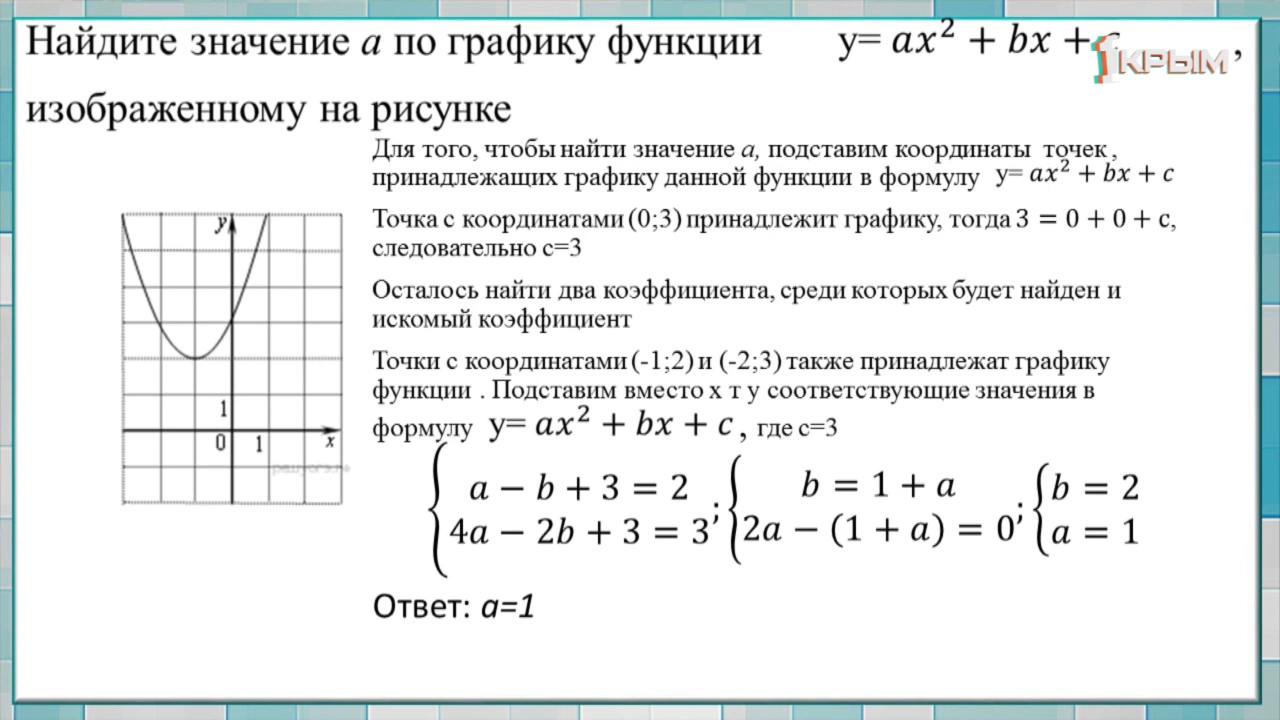 Найдите значение a по графику функции y= ax² + bx + c ,
1 КРЫМ
изображенному на рисунке
Для того, чтобы найти значение a, подставим координаты точек ,
принадлежащих графику данной функции в формулу y= ax² + bx + c
Точка с координатами (0;3) принадлежит графику, тогда 3 = 0 + 0 + c,
следовательно c=3
Осталось найти два коэффициента, среди которых будет найден и
искомый коэффициент
Точки с координатами (-1;2) и (-2;3) также принадлежат графику
функции . Подставим вместо х т у соответствующие значения в
формулу y= ax² + bx + c , где c=3
y
1
0 1 x
{ a − b + 3 = 2 ; { b = 1 + a ; { b = 2
4a − 2b + 3 = 3 2a − (1 + a) = 0 a = 1
Ответ: a=1